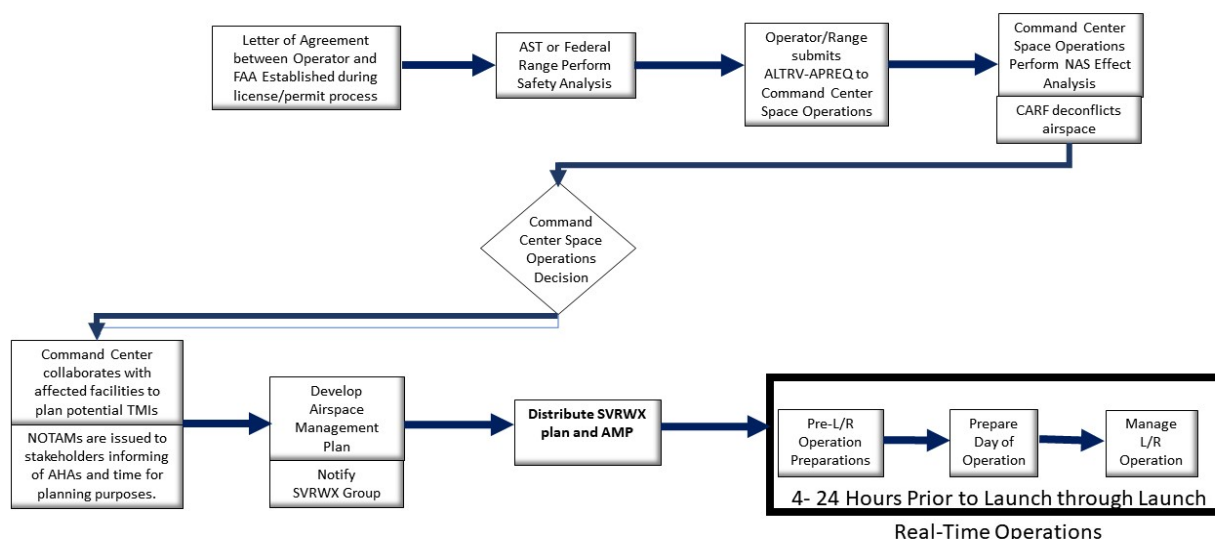 Letter of Agreement
between Operator and
FAA Established during
license/permit process
AST or Federal
Range Perform
Safety Analysis
Operator/Range
submits
ALTRV-APREQ to
Command Center
Space Operations
Command Center
Space Operations
Perform NAS Effect
Analysis
CARF deconflicts
airspace
Command
Center Space
Operations
Decision
Command Center
collaborates with
affected facilities to
plan potential TMIs
NOTAMs are issued to
stakeholders informing
of AHAs and time for
planning purposes.
Develop
Airspace
Management
Plan
Notify
SVRWX Group
Distribute SVRWX
plan and AMP
Pre-L/R
Operation
Preparations
Prepare
Day of
Operation
Manage
L/R
Operation
4- 24 Hours Prior to Launch through Launch
Real-Time Operations